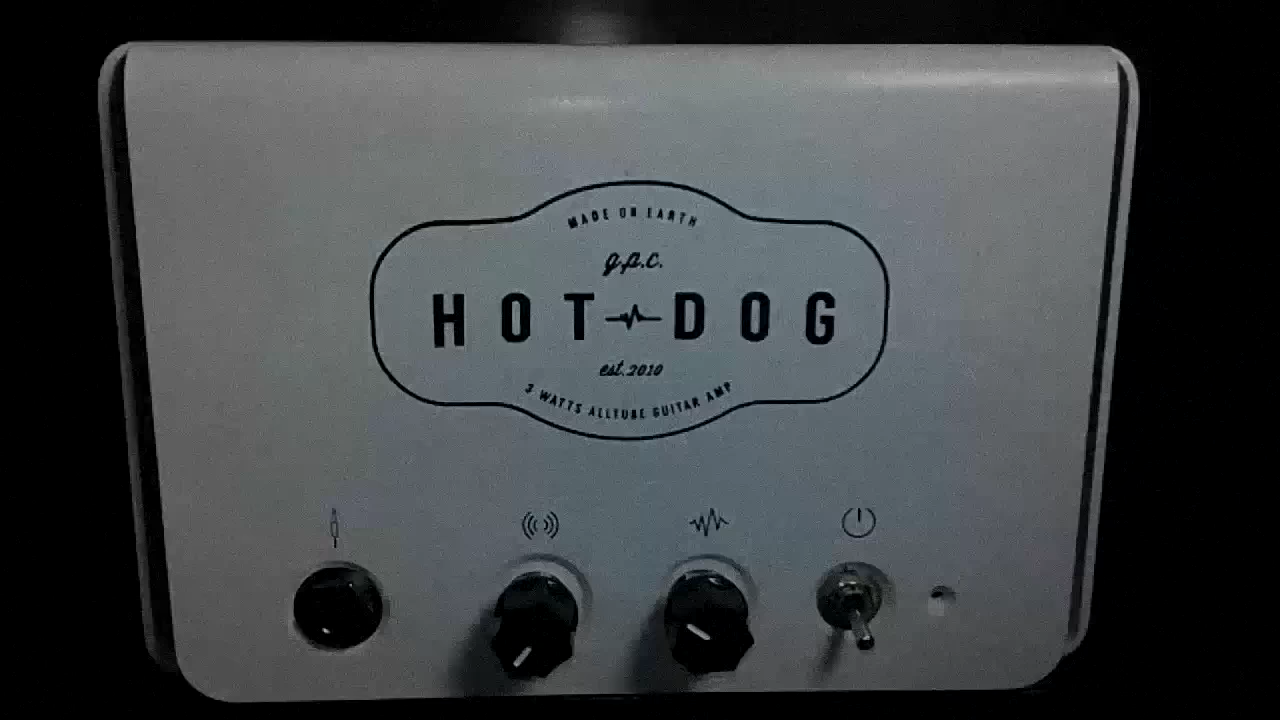 MADE ON EARTH
g.a.c.
HOT DOG
est. 2010
3 WATTS ALLTUBE GUITAR AMP